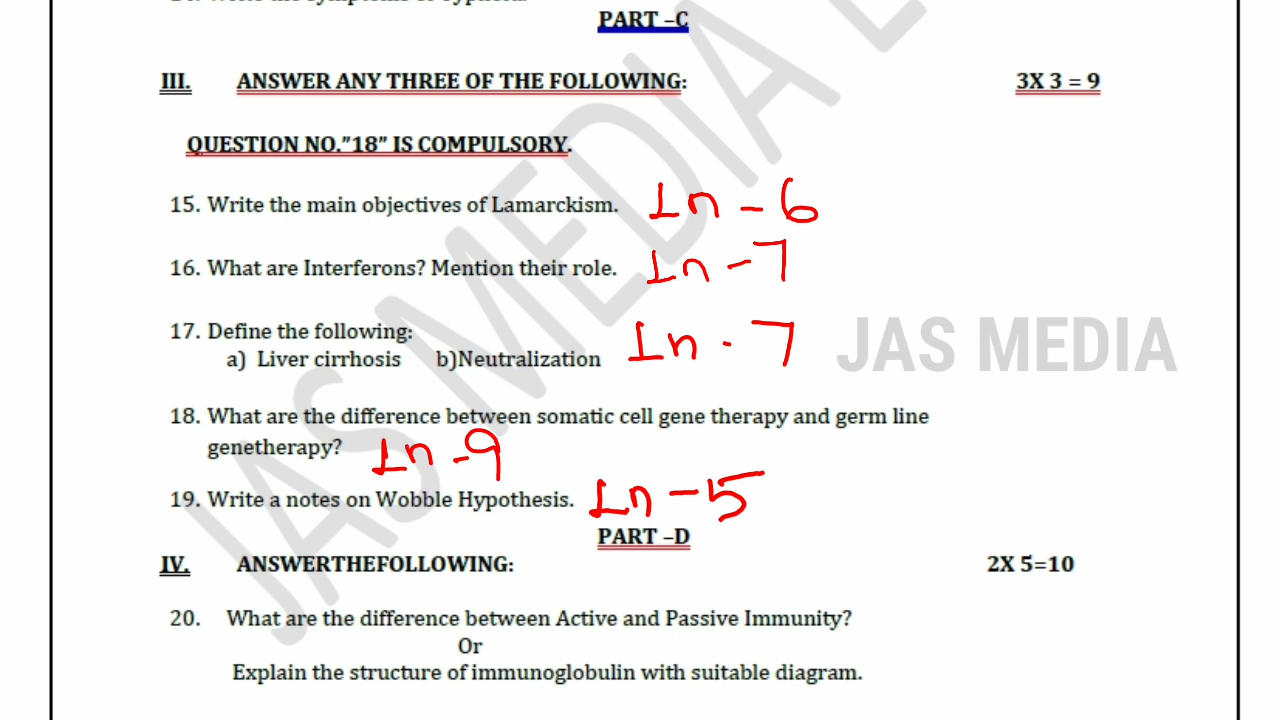 PART –C
III. ANSWER ANY THREE OF THE FOLLOWING: 3X 3 = 9
QUESTION NO.”18” IS COMPULSORY.
15. Write the main objectives of Lamarckism. Ln - 6
16. What are Interferons? Mention their role. Ln - 7
17. Define the following:
a) Liver cirrhosis b)Neutralization Ln - 7
JAS MEDIA
18. What are the difference between somatic cell gene therapy and germ line
genetherapy? Ln - 9
19. Write a notes on Wobble Hypothesis. Ln - 5
PART –D
IV. ANSWERTHEFOLLOWING: 2X 5=10
20. What are the difference between Active and Passive Immunity?
Or
Explain the structure of immunoglobulin with suitable diagram.
JAS MEDIA